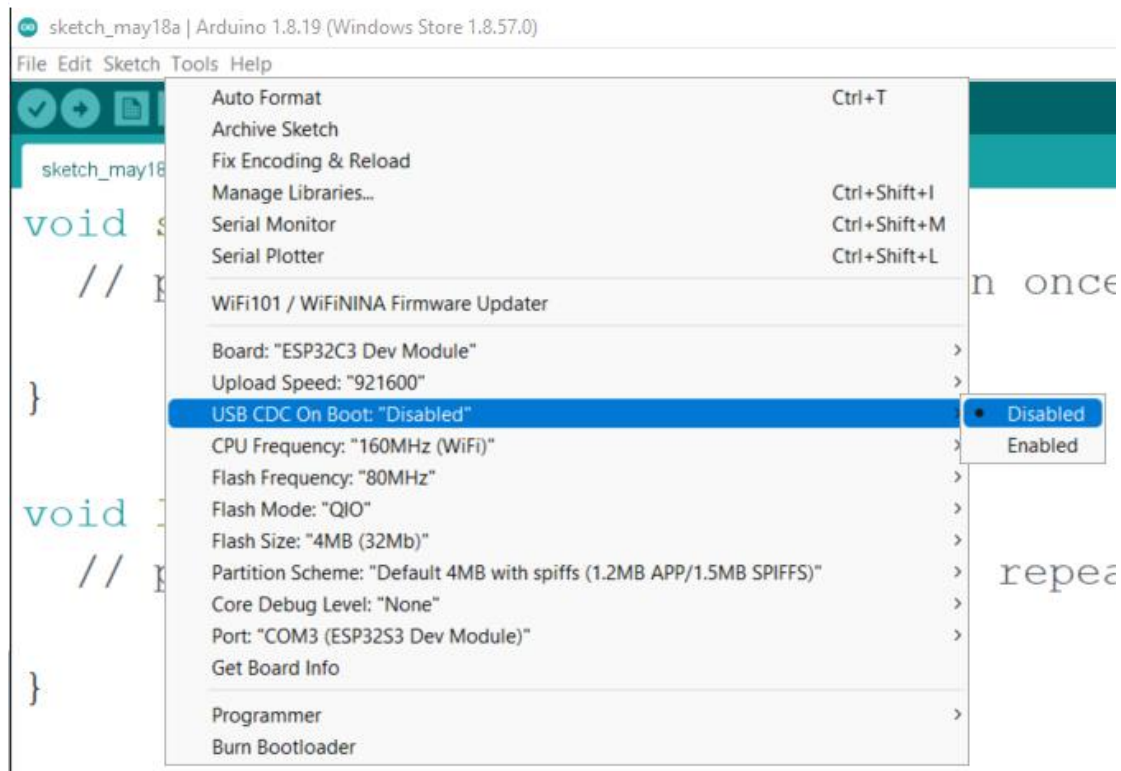 sketch_may18a | Arduino 1.8.19 (Windows Store 1.8.57.0)
File Edit Sketch Tools Help
Auto Format Ctrl+T
Archive Sketch
Fix Encoding & Reload
Manage Libraries... Ctrl+Shift+I
Serial Monitor Ctrl+Shift+M
Serial Plotter Ctrl+Shift+L
WiFi101 / WiFiNINA Firmware Updater
Board: "ESP32C3 Dev Module"
Upload Speed: "921600"
USB CDC On Boot: "Disabled"
Disabled
Enabled
CPU Frequency: "160MHz (WiFi)"
Flash Frequency: "80MHz"
Flash Mode: "QIO"
Flash Size: "4MB (32Mb)"
Partition Scheme: "Default 4MB with spiffs (1.2MB APP/1.5MB SPIFFS)"
Core Debug Level: "None"
Port: "COM3 (ESP32S3 Dev Module)"
Get Board Info
Programmer
Burn Bootloader
sketch_may18
void
// once
}
void
//
}